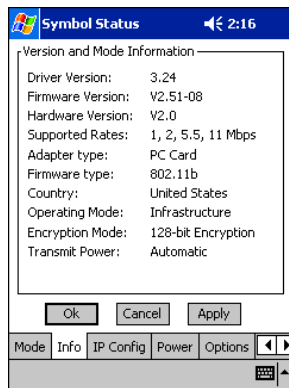 Symbol Status 2:16
Version and Mode Information
Driver Version: 3.24
Firmware Version: V2.51-08
Hardware Version: V2.0
Supported Rates: 1, 2, 5.5, 11 Mbps
Adapter type: PC Card
Firmware type: 802.11b
Country: United States
Operating Mode: Infrastructure
Encryption Mode: 128-bit Encryption
Transmit Power: Automatic
Ok Cancel Apply
Mode Info IP Config Power Options